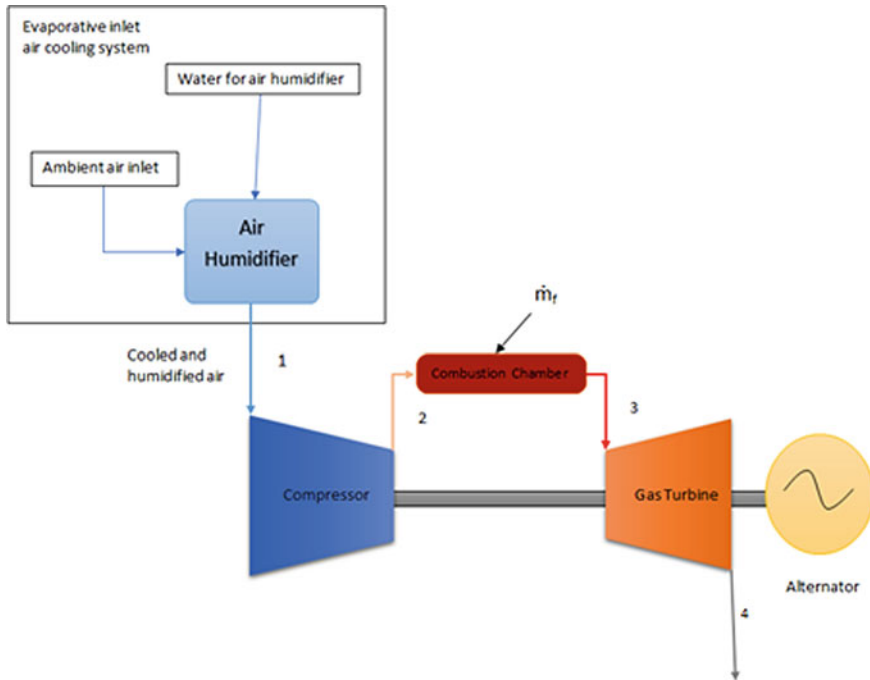 Evaporative inlet
air cooling system
Water for air humidifier
Ambient air inlet
Air
Humidifier
ṁf
Cooled and
humidified air
1
Combustion Chamber
2
3
Compressor
Gas Turbine
Alternator
4